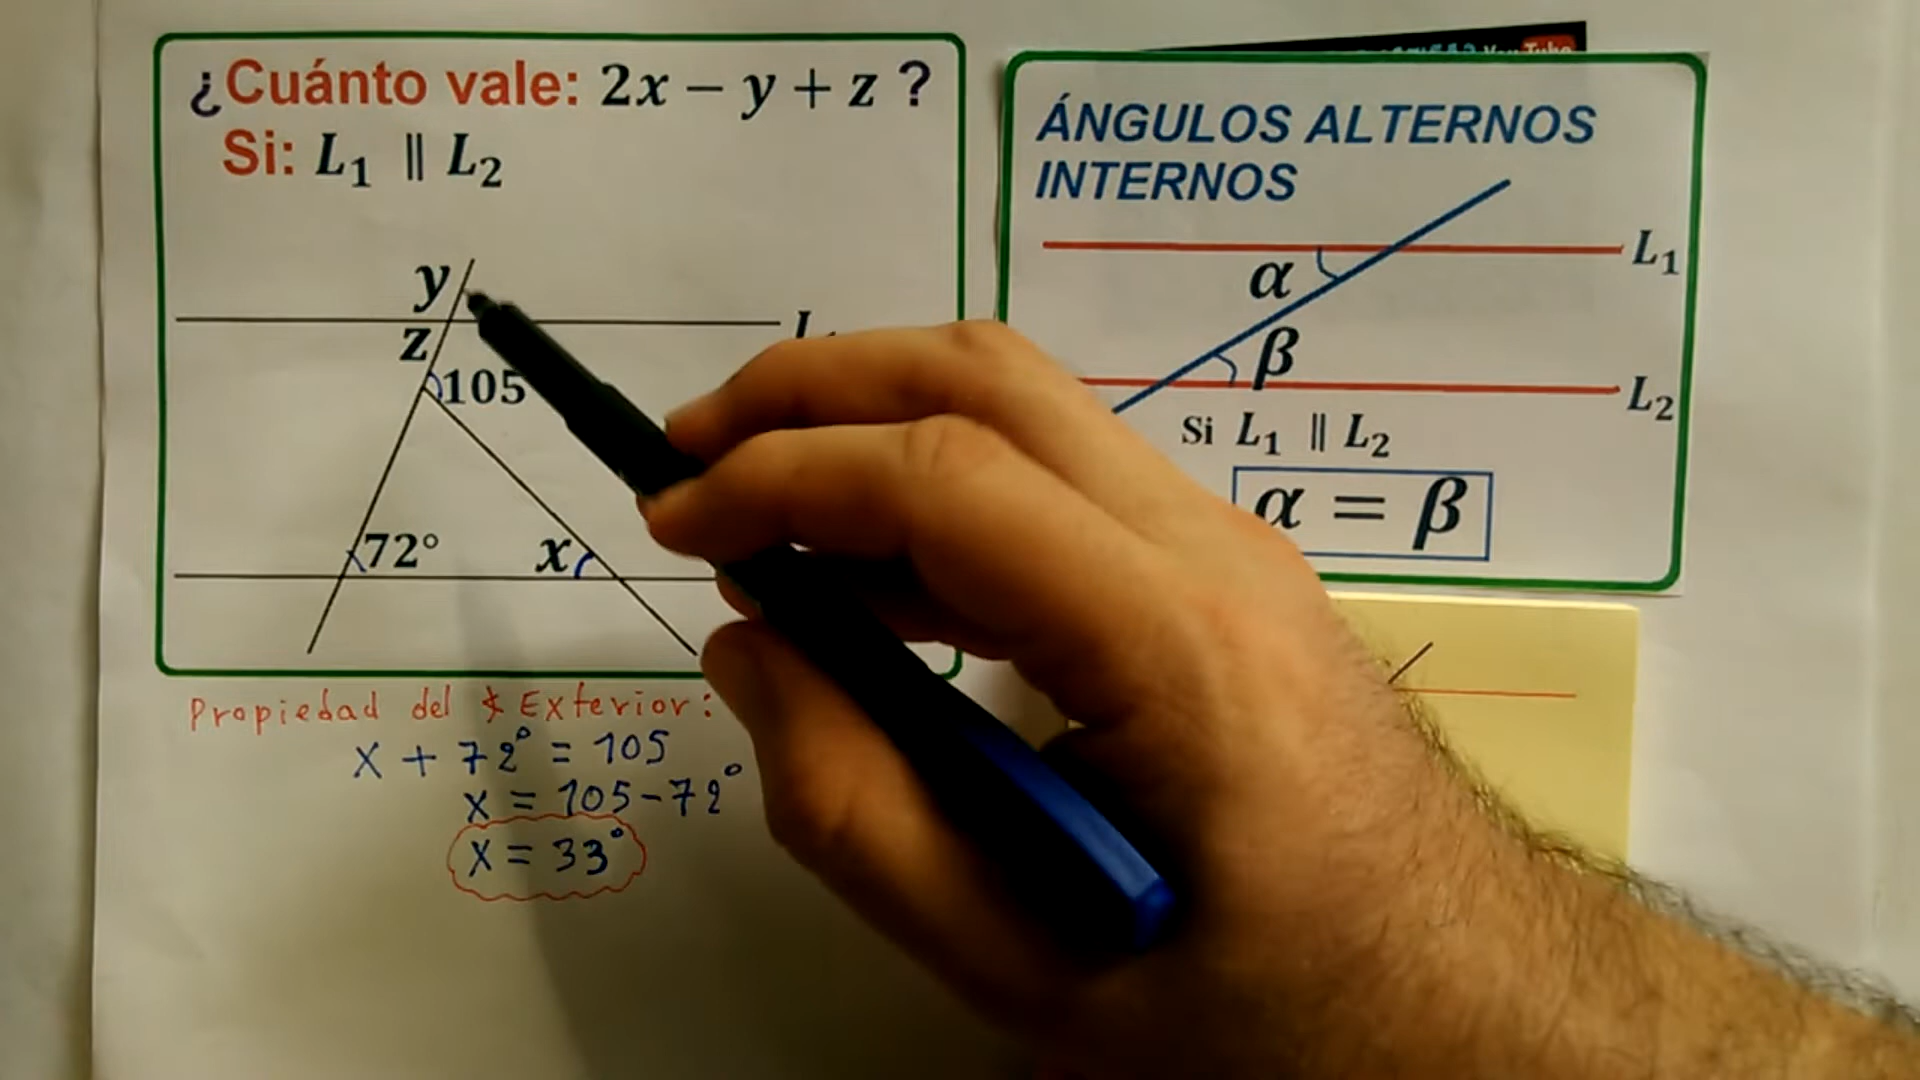 ¿Cuánto vale: 2x − y + z ?
Si: L₁ ∥ L₂
y
z
105
72°
x
Propiedad del ∡ Exterior:
x + 72° = 105
x = 105 - 72°
x = 33°
YouTube
ÁNGULOS ALTERNOS
INTERNOS
L₁
α
β
L₂
Si L₁ ∥ L₂
α = β